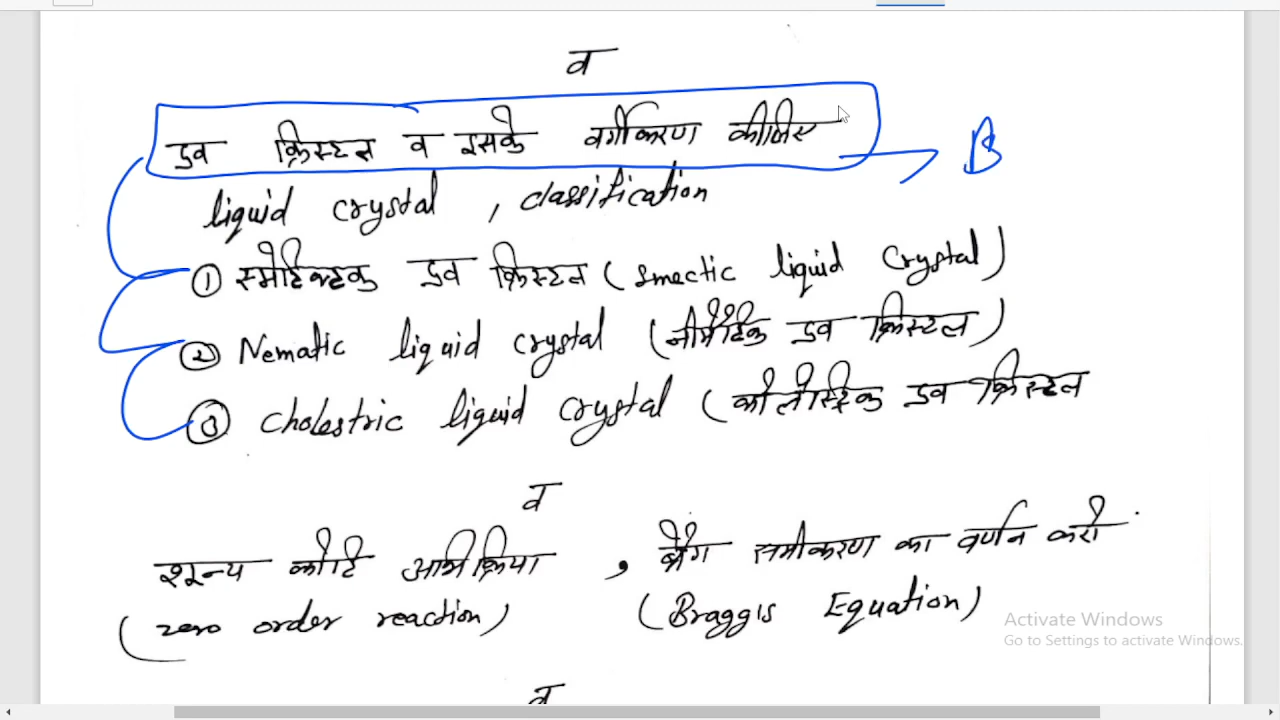 व
द्रव क्रिस्टल व इसके वर्गीकरण कीजिए
B
liquid crystal , classification
① स्मेटिक्टक द्रव क्रिस्टल ( smectic liquid crystal )
② Nematic liquid crystal ( नीमैटिक द्रव क्रिस्टल )
③ cholestric liquid crystal ( कोलेस्ट्रिक द्रव क्रिस्टल
व
शून्य कोटि अभिक्रिया , ब्रैग समीकरण का वर्णन करो
( zero order reaction ) ( Braggis Equation )
Activate Windows
Go to Settings to activate Windows.
व